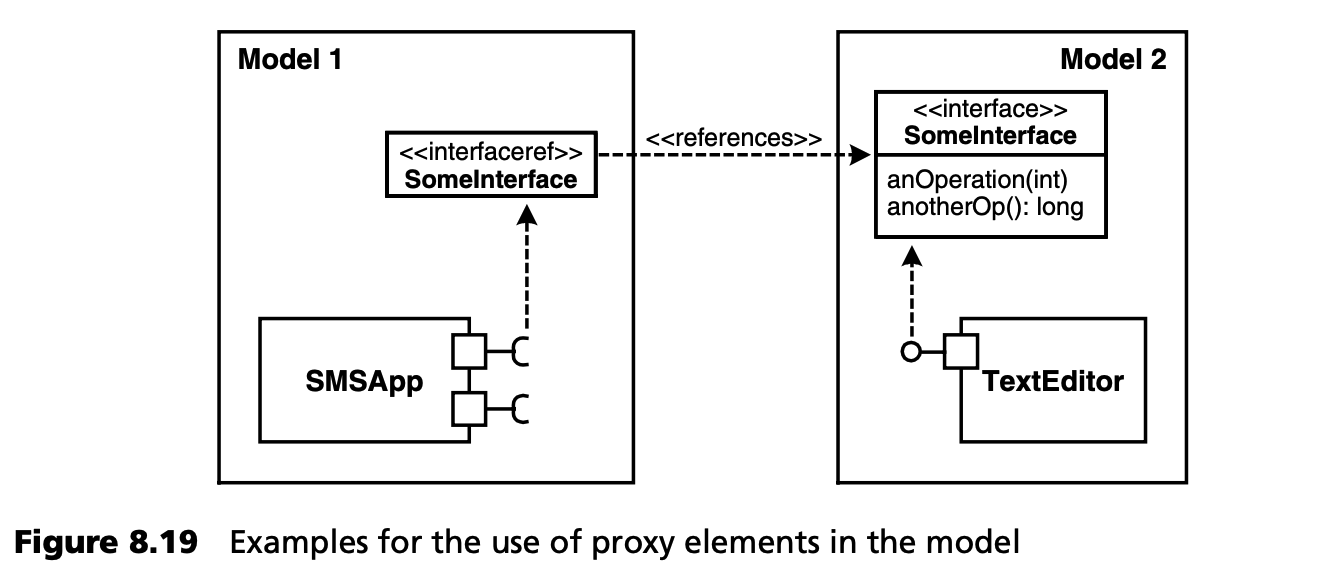 Model 1
<<interfaceref>>
SomeInterface
SMSApp
<<references>>
Model 2
<<interface>>
SomeInterface
anOperation(int)
anotherOp(): long
TextEditor
Figure 8.19 Examples for the use of proxy elements in the model